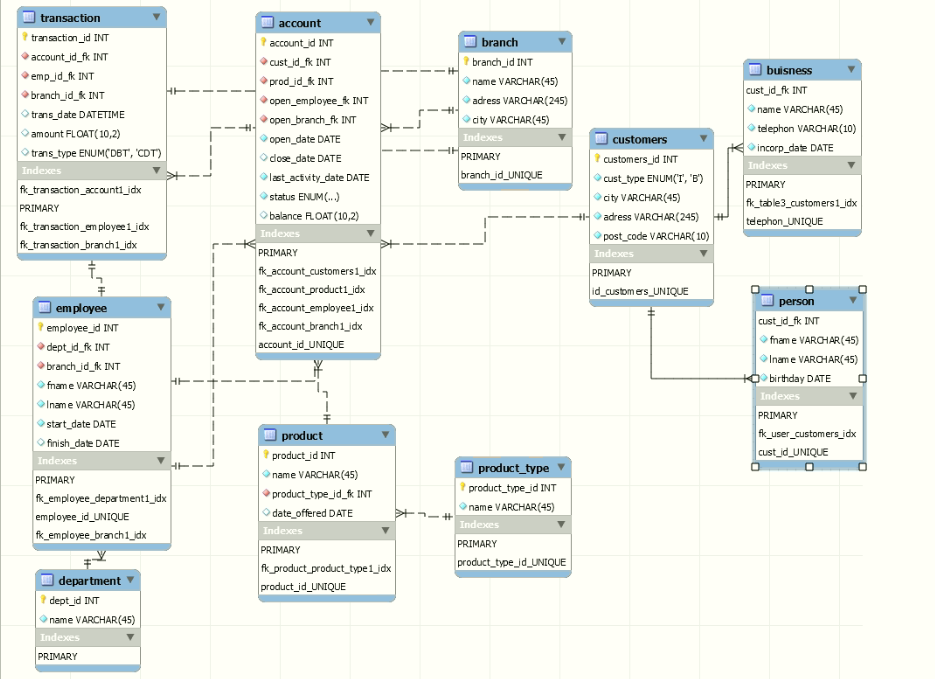 transaction
transaction_id INT
account_id_fk INT
emp_id_fk INT
branch_id_fk INT
trans_date DATETIME
amount FLOAT(10,2)
trans_type ENUM('DBT', 'CDT')
Indexes
fk_transaction_account1_idx
PRIMARY
fk_transaction_employee1_idx
fk_transaction_branch1_idx
account
account_id INT
cust_id_fk INT
prod_id_fk INT
open_employee_fk INT
open_branch_fk INT
open_date DATE
close_date DATE
last_activity_date DATE
status ENUM(...)
balance FLOAT(10,2)
Indexes
PRIMARY
fk_account_customers1_idx
fk_account_product1_idx
fk_account_employee1_idx
fk_account_branch1_idx
account_id_UNIQUE
branch
branch_id INT
name VARCHAR(45)
adress VARCHAR(245)
city VARCHAR(45)
Indexes
PRIMARY
branch_id_UNIQUE
customers
customers_id INT
cust_type ENUM('I', 'B')
city VARCHAR(45)
adress VARCHAR(245)
post_code VARCHAR(10)
Indexes
PRIMARY
id_customers_UNIQUE
buisness
cust_id_fk INT
name VARCHAR(45)
telephon VARCHAR(10)
incorp_date DATE
Indexes
PRIMARY
fk_table3_customers1_idx
telephon_UNIQUE
person
cust_id_fk INT
fname VARCHAR(45)
lname VARCHAR(45)
birthday DATE
Indexes
PRIMARY
fk_user_customers_idx
cust_id_UNIQUE
employee
employee_id INT
dept_id_fk INT
branch_id_fk INT
fname VARCHAR(45)
lname VARCHAR(45)
start_date DATE
finish_date DATE
Indexes
PRIMARY
fk_employee_department1_idx
employee_id_UNIQUE
fk_employee_branch1_idx
product
product_id INT
name VARCHAR(45)
product_type_id_fk INT
date_offered DATE
Indexes
PRIMARY
fk_product_product_type1_idx
product_id_UNIQUE
product_type
product_type_id INT
name VARCHAR(45)
Indexes
PRIMARY
product_type_id_UNIQUE
department
dept_id INT
name VARCHAR(45)
Indexes
PRIMARY